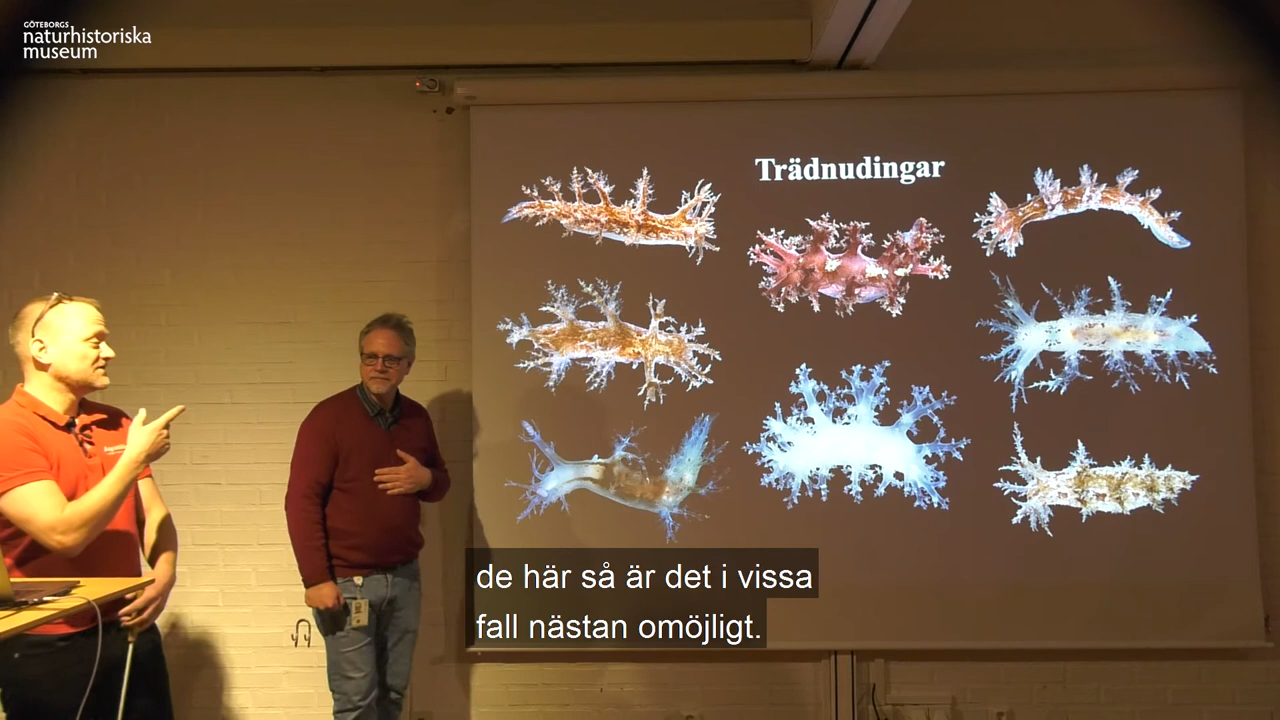 GÖTEBORGS
naturhistoriska
museum
Trädnudingar
de här så är det i vissa
fall nästan omöjligt.